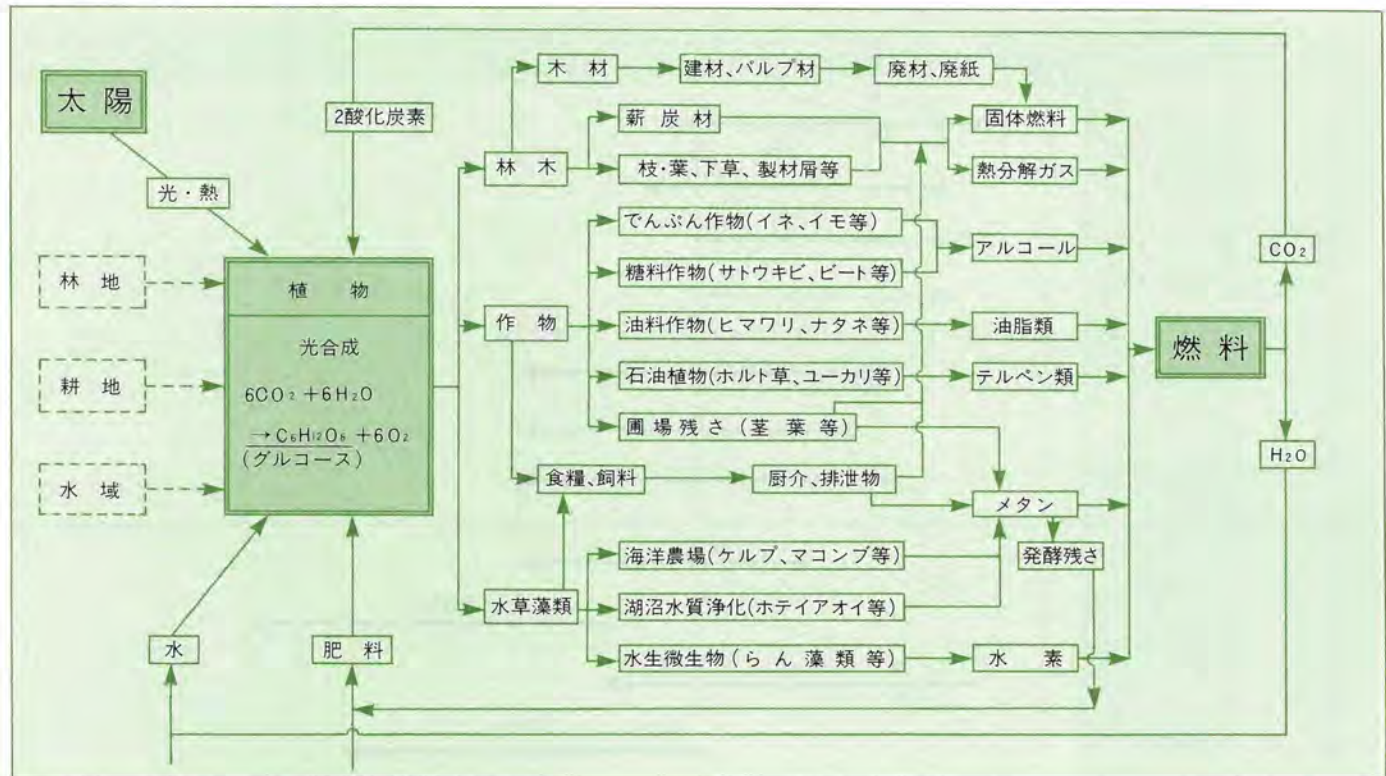 太陽
光・熱
2酸化炭素
林地
耕地
水域
植物
光合成
6CO₂+6H₂O
→C₆H₁₂O₆+6O₂
(グルコース)
水
肥料
林木
作物
水草藻類
木材
建材、パルプ材
廃材、廃紙
薪炭材
枝・葉、下草、製材屑等
でんぷん作物(イネ、イモ等)
糖料作物(サトウキビ、ビート等)
油料作物(ヒマワリ、ナタネ等)
石油植物(ホルト草、ユーカリ等)
圃場残さ(茎葉等)
食糧、飼料
厨介、排泄物
海洋農場(ケルプ、マコンブ等)
湖沼水質浄化(ホテイアオイ等)
水生微生物(らん藻類等)
固体燃料
熱分解ガス
アルコール
油脂類
テルペン類
メタン
発酵残さ
水素
燃料
CO₂
H₂O